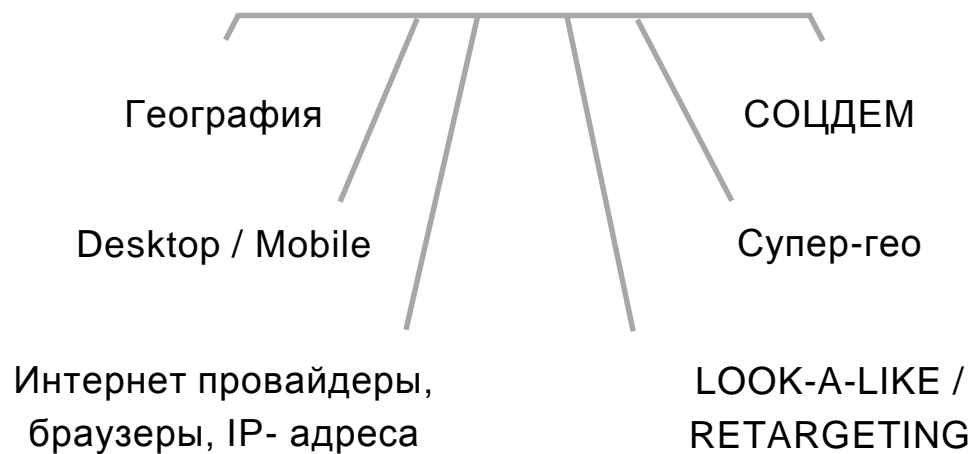 География
СОЦДЕМ
Desktop / Mobile
Супер-гео
Интернет провайдеры,
браузеры, IP- адреса
LOOK-A-LIKE /
RETARGETING